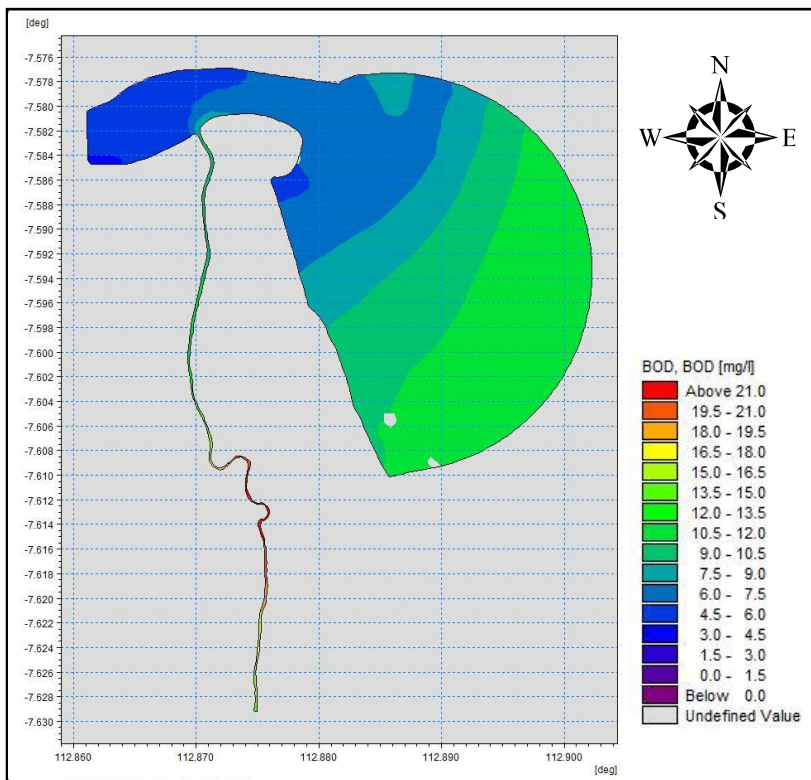 [deg]
-7.576
-7.578
-7.580
-7.582
-7.584
-7.586
-7.588
-7.590
-7.592
-7.594
-7.596
-7.598
-7.600
-7.602
-7.604
-7.606
-7.608
-7.610
-7.612
-7.614
-7.616
-7.618
-7.620
-7.622
-7.624
-7.626
-7.628
-7.630
112.860 112.870 112.880 112.890 112.900
[deg]
N
W E
S
BOD, BOD [mg/l]
Above 21.0
19.5 - 21.0
18.0 - 19.5
16.5 - 18.0
15.0 - 16.5
13.5 - 15.0
12.0 - 13.5
10.5 - 12.0
9.0 - 10.5
7.5 - 9.0
6.0 - 7.5
4.5 - 6.0
3.0 - 4.5
1.5 - 3.0
0.0 - 1.5
Below 0.0
Undefined Value